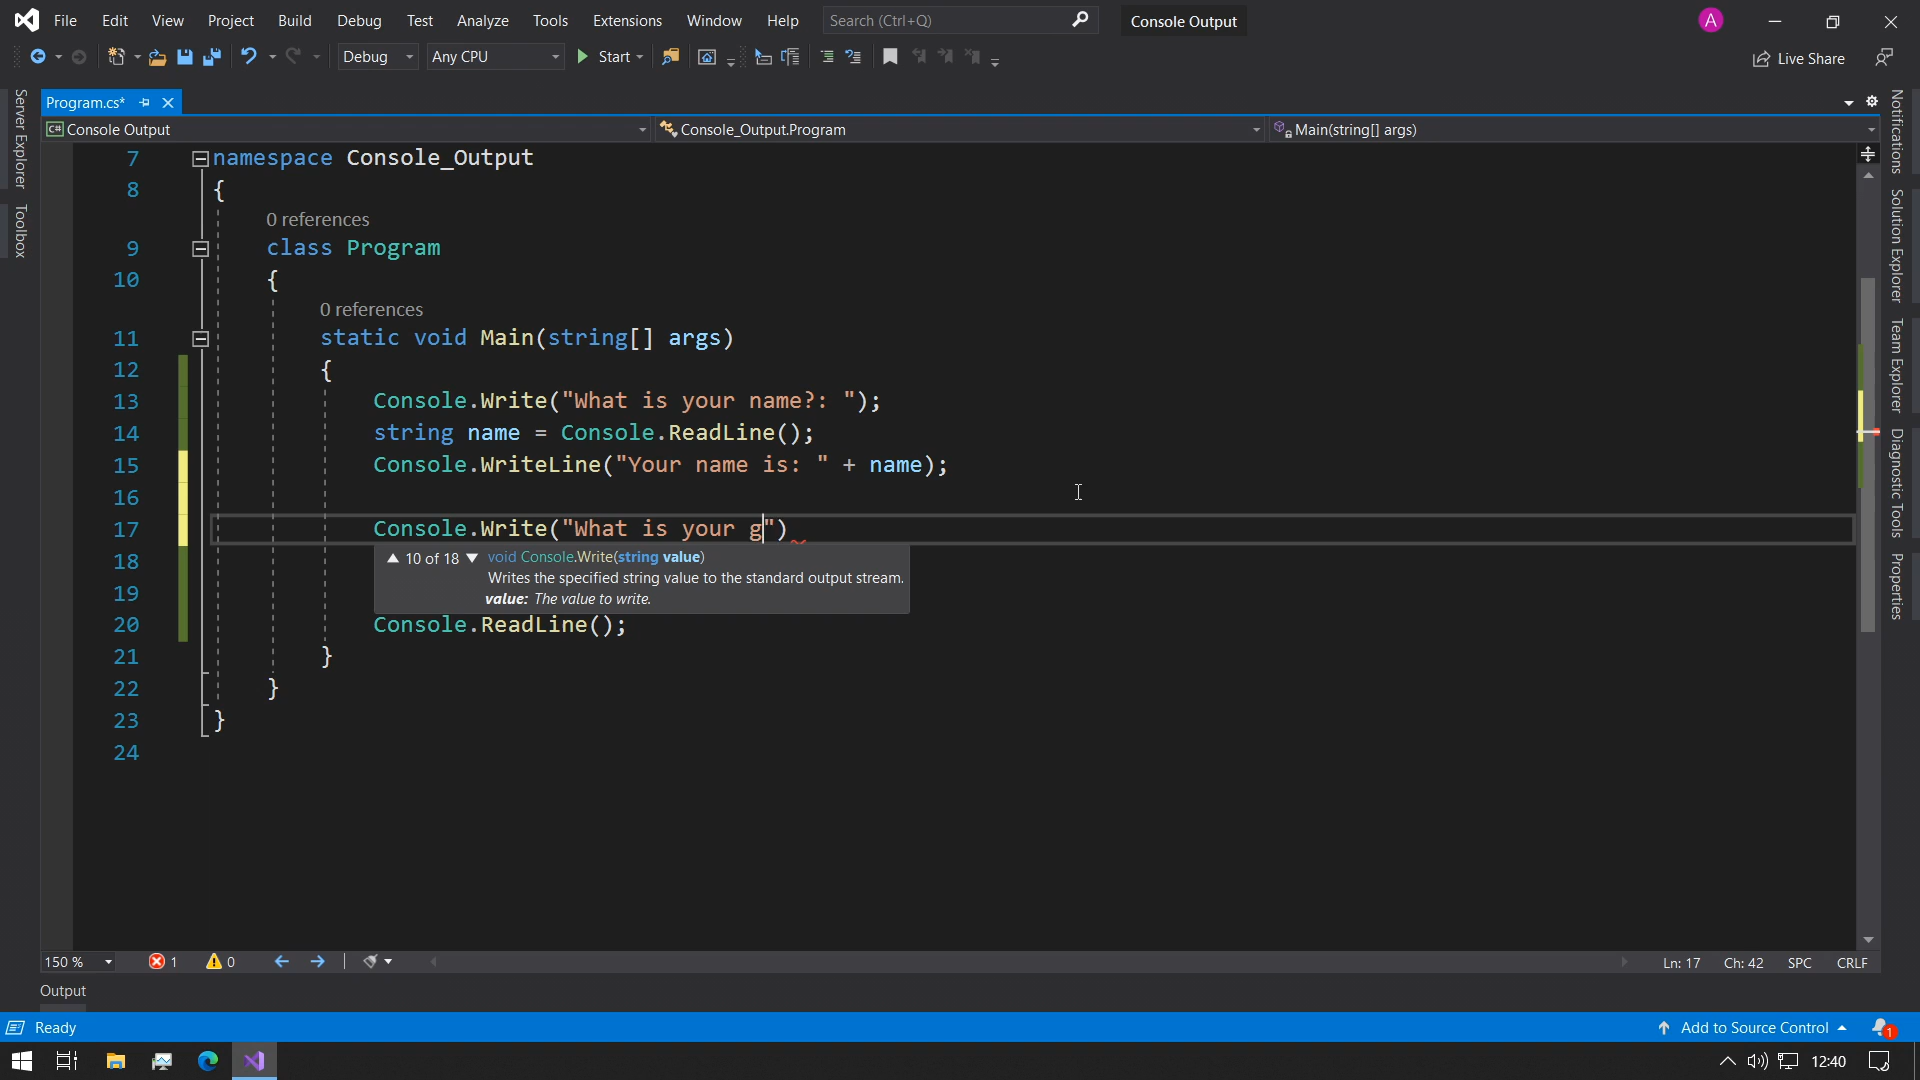 File Edit View Project Build Debug Test Analyze Tools Extensions Window Help Search (Ctrl+Q) Console Output A
Debug Any CPU Start Live Share
Server Explorer
Toolbox
Program.cs*
C# Console Output Console_Output.Program Main(string[] args)
7 namespace Console_Output
8 {
0 references
9 class Program
10 {
0 references
11 static void Main(string[] args)
12 {
13 Console.Write("What is your name?: ");
14 string name = Console.ReadLine();
15 Console.WriteLine("Your name is: " + name);
16
17 Console.Write("What is your g")
18 10 of 18 void Console.Write(string value)
Writes the specified string value to the standard output stream.
19 value: The value to write.
20 Console.ReadLine();
21 }
22 }
23 }
24
Notifications
Solution Explorer
Team Explorer
Diagnostic Tools
Properties
150 % 1 0 Ln: 17 Ch: 42 SPC CRLF
Output
Ready Add to Source Control 1
12:40